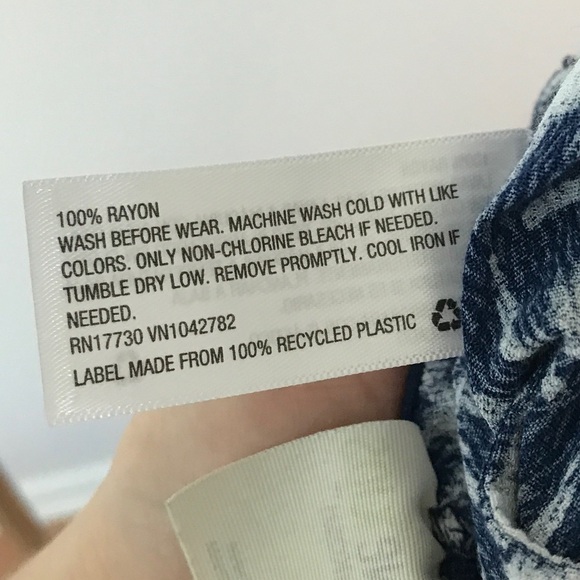 100% RAYON
WASH BEFORE WEAR. MACHINE WASH COLD WITH LIKE
COLORS. ONLY NON-CHLORINE BLEACH IF NEEDED.
TUMBLE DRY LOW. REMOVE PROMPTLY. COOL IRON IF
NEEDED.
RN17730 VN1042782
LABEL MADE FROM 100% RECYCLED PLASTIC